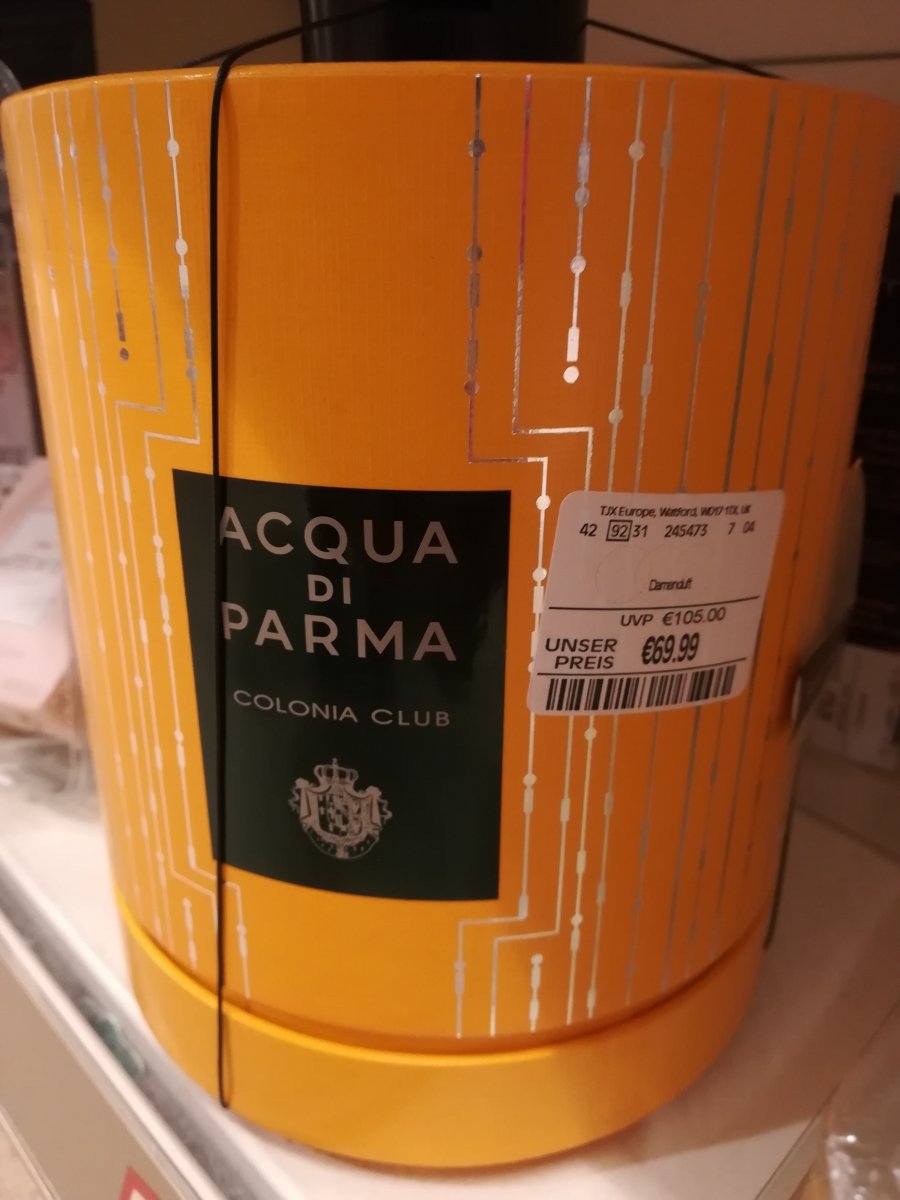 ACQUA
DI
PARMA
COLONIA CLUB
TJX Europe, Watford, WD17 1TX, UK
42 92 31 245473 7 04
Damenduft
UVP €105.00
UNSER
PREIS €69.99